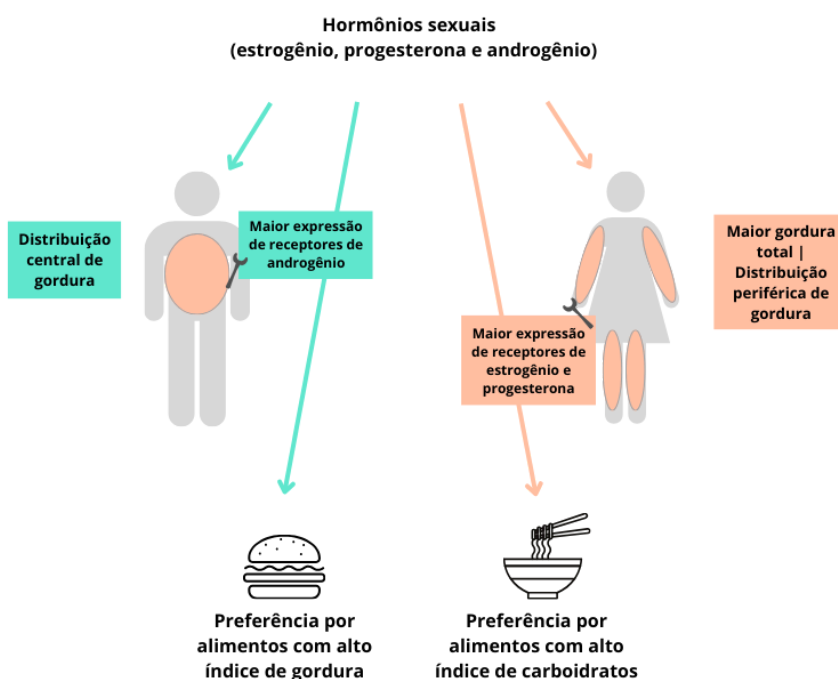 Hormônios sexuais
(estrogênio, progesterona e androgênio)
Distribuição
central de
gordura
Maior expressão
de receptores de
androgênio
Maior gordura
total |
Distribuição
periférica de
gordura
Maior expressão
de receptores de
estrogênio e
progesterona
Preferência por
alimentos com alto
índice de gordura
Preferência por
alimentos com alto
índice de carboidratos